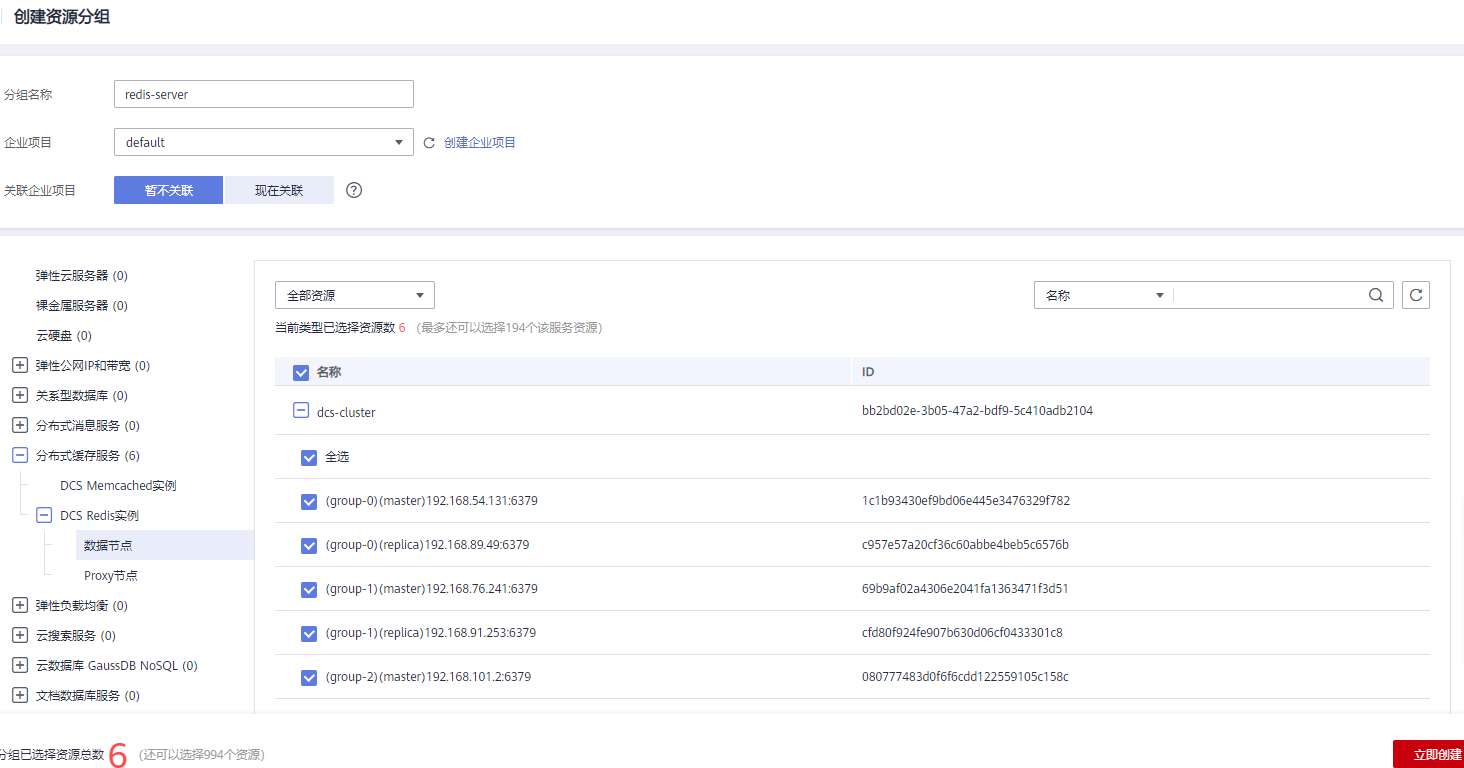 创建资源分组
分组名称
redis-server
企业项目
default
创建企业项目
关联企业项目
暂不关联
现在关联
?
弹性云服务器 (0)
裸金属服务器 (0)
云硬盘 (0)
弹性公网IP和带宽 (0)
关系型数据库 (0)
分布式消息服务 (0)
分布式缓存服务 (6)
DCS Memcached实例
DCS Redis实例
数据节点
Proxy节点
弹性负载均衡 (0)
云搜索服务 (0)
云数据库 GaussDB NoSQL (0)
文档数据库服务 (0)
全部资源
名称
当前类型已选择资源数 6 (最多还可以选择194个该服务资源)
名称 ID
dcs-cluster bb2bd02e-3b05-47a2-bdf9-5c410adb2104
全选
(group-0)(master)192.168.54.131:6379 1c1b93430ef9bd06e445e3476329f782
(group-0)(replica)192.168.89.49:6379 c957e57a20cf36c60abbe4beb5c6576b
(group-1)(master)192.168.76.241:6379 69b9af02a4306e2041fa1363471f3d51
(group-1)(replica)192.168.91.253:6379 cfd80f924fe907b630d06cf0433301c8
(group-2)(master)192.168.101.2:6379 080777483d0f6f6cdd122559105c158c
分组已选择资源总数 6 (还可以选择994个资源)
立即创建